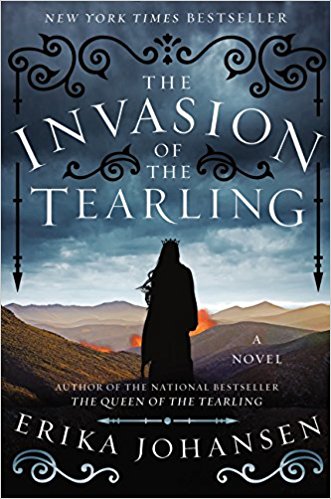 NEW YORK TIMES BESTSELLER
THE
INVASION
OF
THE
TEARLING
A
NOVEL
AUTHOR OF THE NATIONAL BESTSELLER
THE QUEEN OF THE TEARLING
ERIKA JOHANSEN